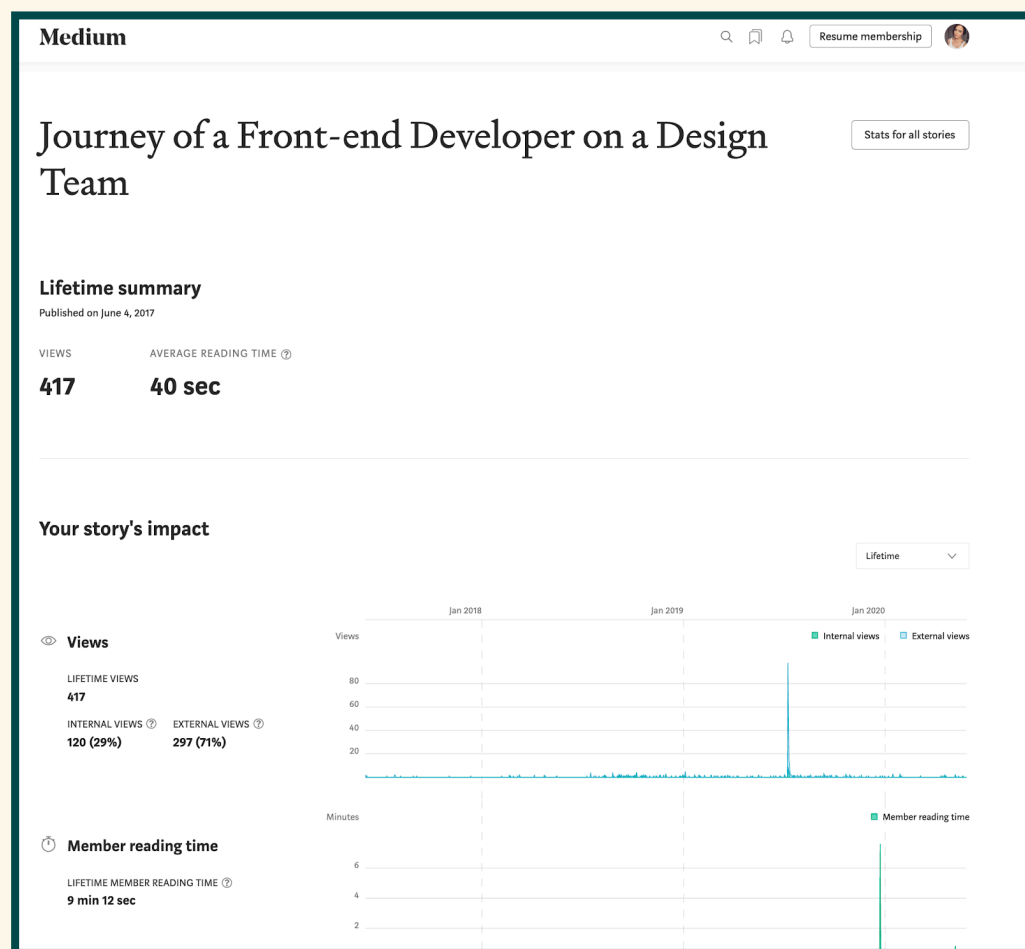 Medium
Resume membership
Journey of a Front-end Developer on a Design
Team
Stats for all stories
Lifetime summary
Published on June 4, 2017
VIEWS AVERAGE READING TIME ?
417 40 sec
Your story's impact
Lifetime
Jan 2018 Jan 2019 Jan 2020
Views
LIFETIME VIEWS
417
INTERNAL VIEWS ? EXTERNAL VIEWS ?
120 (29%) 297 (71%)
Views Internal views External views
80
60
40
20
Member reading time
LIFETIME MEMBER READING TIME ?
9 min 12 sec
Minutes Member reading time
6
4
2